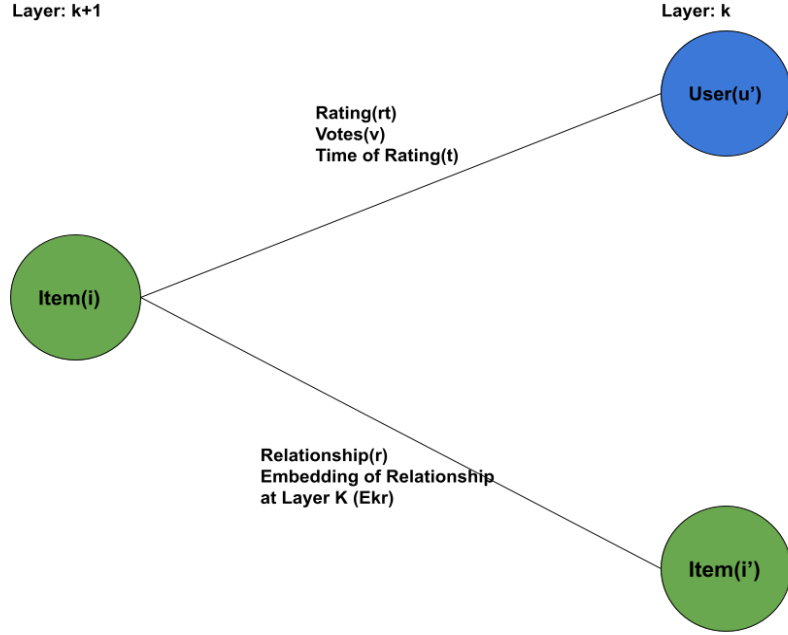 Layer: k+1
Layer: k
User(u’)
Rating(rt)
Votes(v)
Time of Rating(t)
Item(i)
Relationship(r)
Embedding of Relationship
at Layer K (Ekr)
Item(i’)